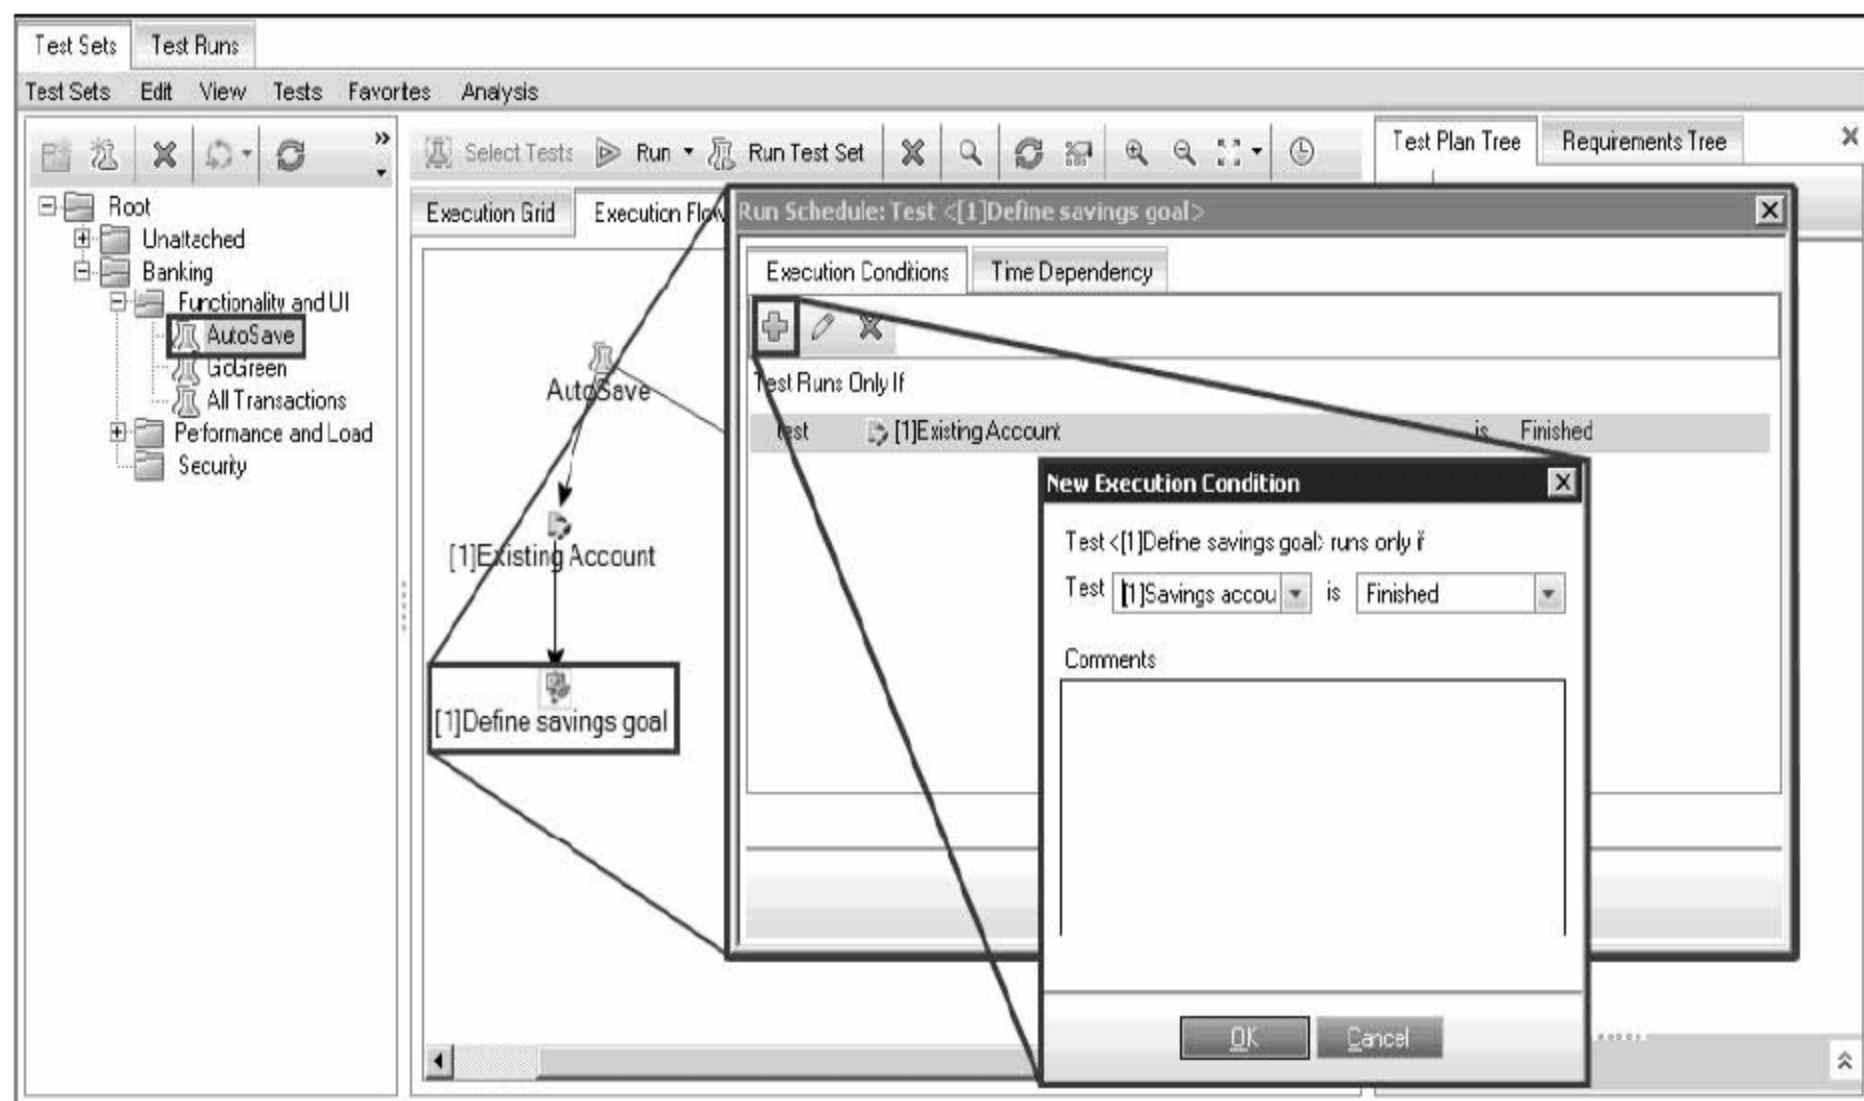 Test Sets Test Runs
Test Sets Edit View Tests Favorites Analysis
Select Tests Run Run Test Set
Test Plan Tree Requirements Tree
Root
Unattached
Banking
Functionality and UI
AutoSave
GoGreen
All Transactions
Performance and Load
Security
Execution Grid Execution Flow
AutoSave
[1]Existing Account
[1]Define savings goal
Run Schedule: Test <[1]Define savings goal>
Execution Conditions Time Dependency
Test Runs Only If
test [1]Existing Account is Finished
New Execution Condition
Test <[1]Define savings goal> runs only if
Test [1]Savings accou is Finished
Comments
OK Cancel